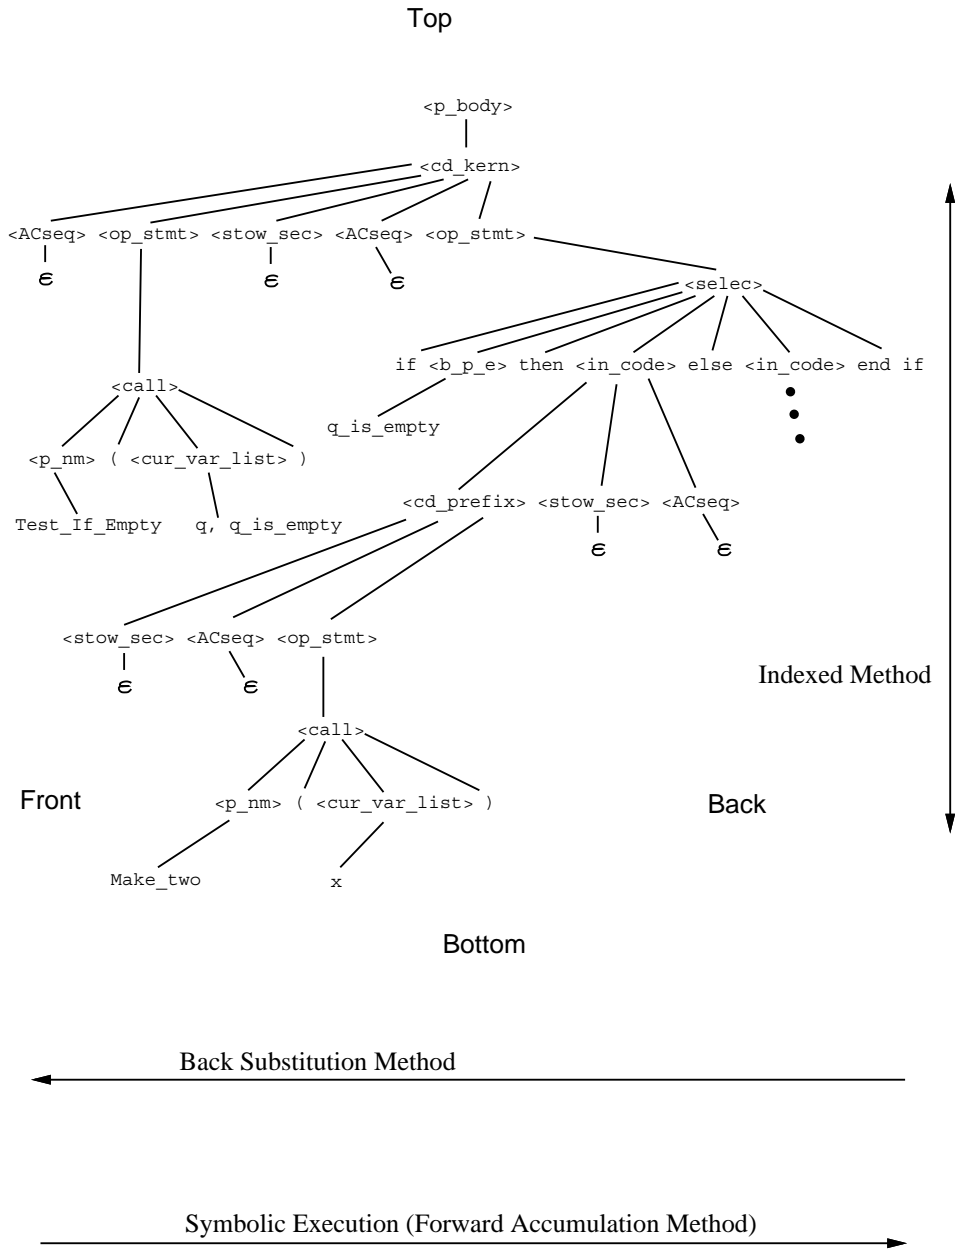 Top
<p_body>
<cd_kern>
<ACseq> <op_stmt> <stow_sec> <ACseq> <op_stmt>
ε ε ε
<selec>
if <b_p_e> then <in_code> else <in_code> end if
<call>
q_is_empty
<p_nm> ( <cur_var_list> )
<cd_prefix> <stow_sec> <ACseq>
Test_If_Empty q, q_is_empty
ε ε
<stow_sec> <ACseq> <op_stmt>
ε ε
Indexed Method
<call>
Front
<p_nm> ( <cur_var_list> )
Back
Make_two x
Bottom
Back Substitution Method
Symbolic Execution (Forward Accumulation Method)